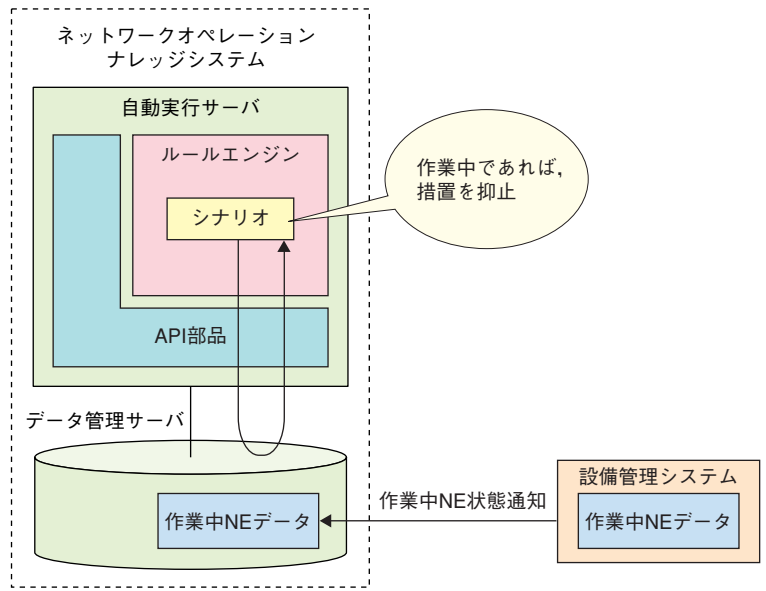 ネットワークオペレーション
ナレッジシステム
自動実行サーバ
ルールエンジン
シナリオ
作業中であれば，
措置を抑止
API部品
データ管理サーバ
作業中NEデータ
作業中NE状態通知
設備管理システム
作業中NEデータ